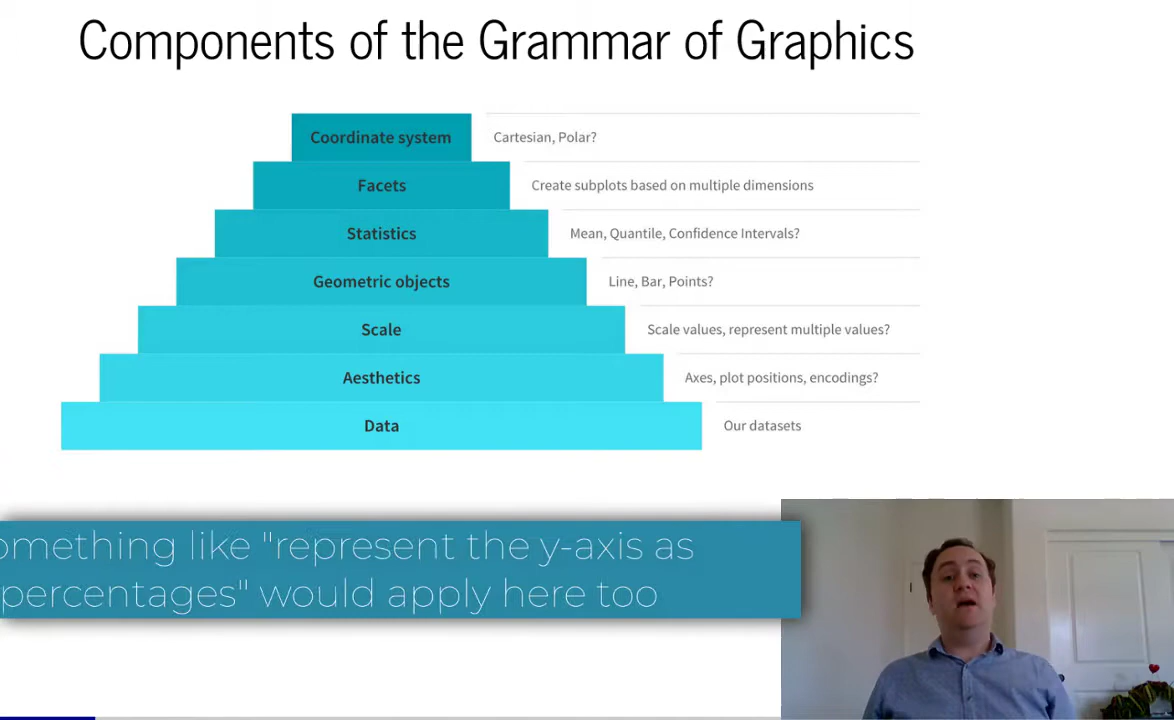 Components of the Grammar of Graphics
Coordinate system
Cartesian, Polar?
Facets
Create subplots based on multiple dimensions
Statistics
Mean, Quantile, Confidence Intervals?
Geometric objects
Line, Bar, Points?
Scale
Scale values, represent multiple values?
Aesthetics
Axes, plot positions, encodings?
Data
Our datasets
omething like "represent the y-axis as
percentages" would apply here too